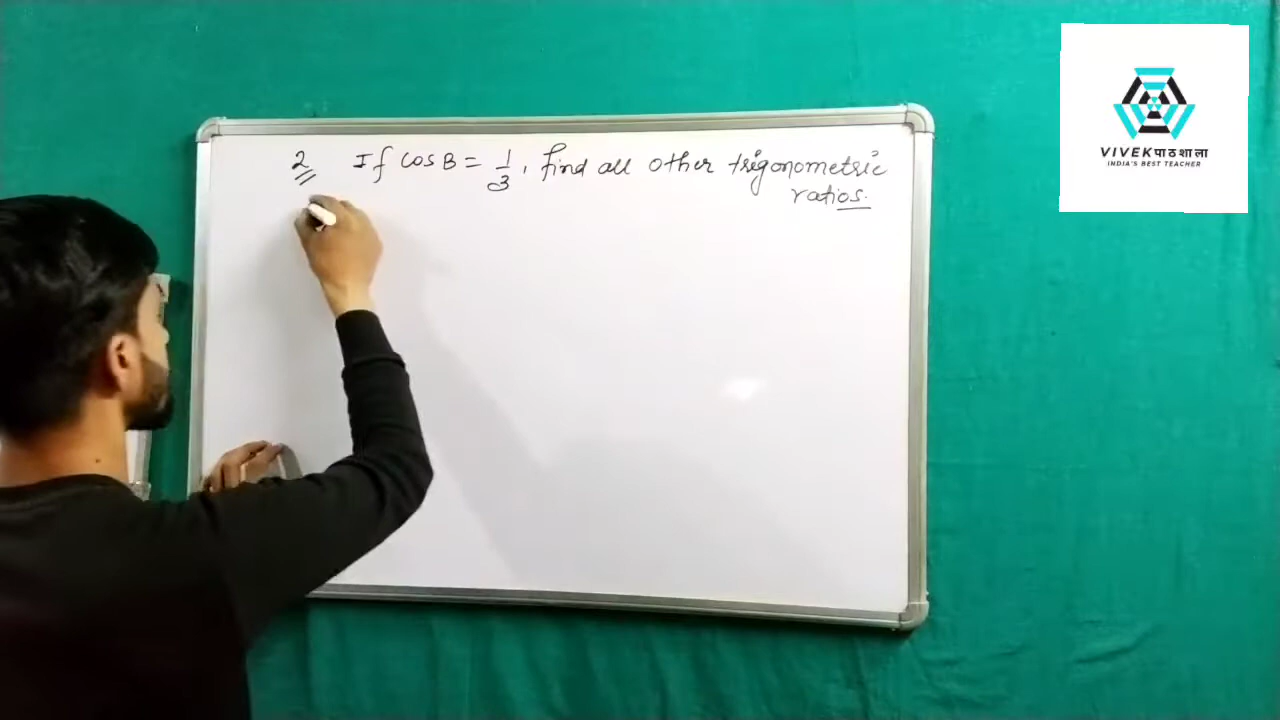 2 If cos B = 1/3, find all other trigonometric
ratios.
VIVEK पाठशाला
INDIA'S BEST TEACHER